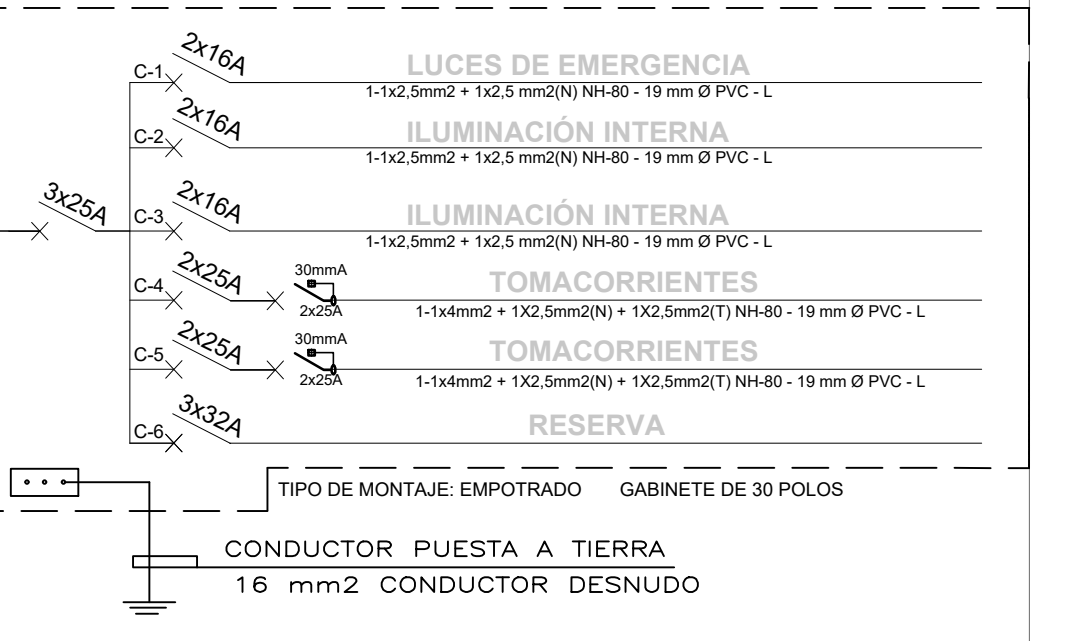 2x16A
C-1
LUCES DE EMERGENCIA
1-1x2,5mm2 + 1x2,5 mm2(N) NH-80 - 19 mm Ø PVC - L
2x16A
C-2
ILUMINACIÓN INTERNA
1-1x2,5mm2 + 1x2,5 mm2(N) NH-80 - 19 mm Ø PVC - L
3x25A
2x16A
C-3
ILUMINACIÓN INTERNA
1-1x2,5mm2 + 1x2,5 mm2(N) NH-80 - 19 mm Ø PVC - L
2x25A
C-4
30mmA
2x25A
TOMACORRIENTES
1-1x4mm2 + 1X2,5mm2(N) + 1X2,5mm2(T) NH-80 - 19 mm Ø PVC - L
2x25A
C-5
30mmA
2x25A
TOMACORRIENTES
1-1x4mm2 + 1X2,5mm2(N) + 1X2,5mm2(T) NH-80 - 19 mm Ø PVC - L
3x32A
C-6
RESERVA
TIPO DE MONTAJE: EMPOTRADO GABINETE DE 30 POLOS
CONDUCTOR PUESTA A TIERRA
16 mm2 CONDUCTOR DESNUDO